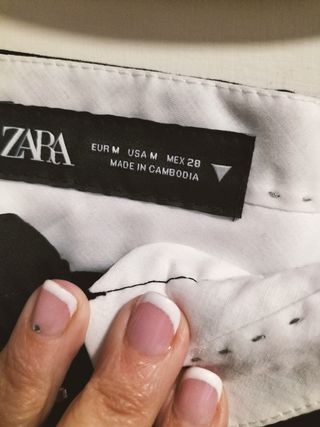 ZARA
EUR M USA M MEX 28
MADE IN CAMBODIA